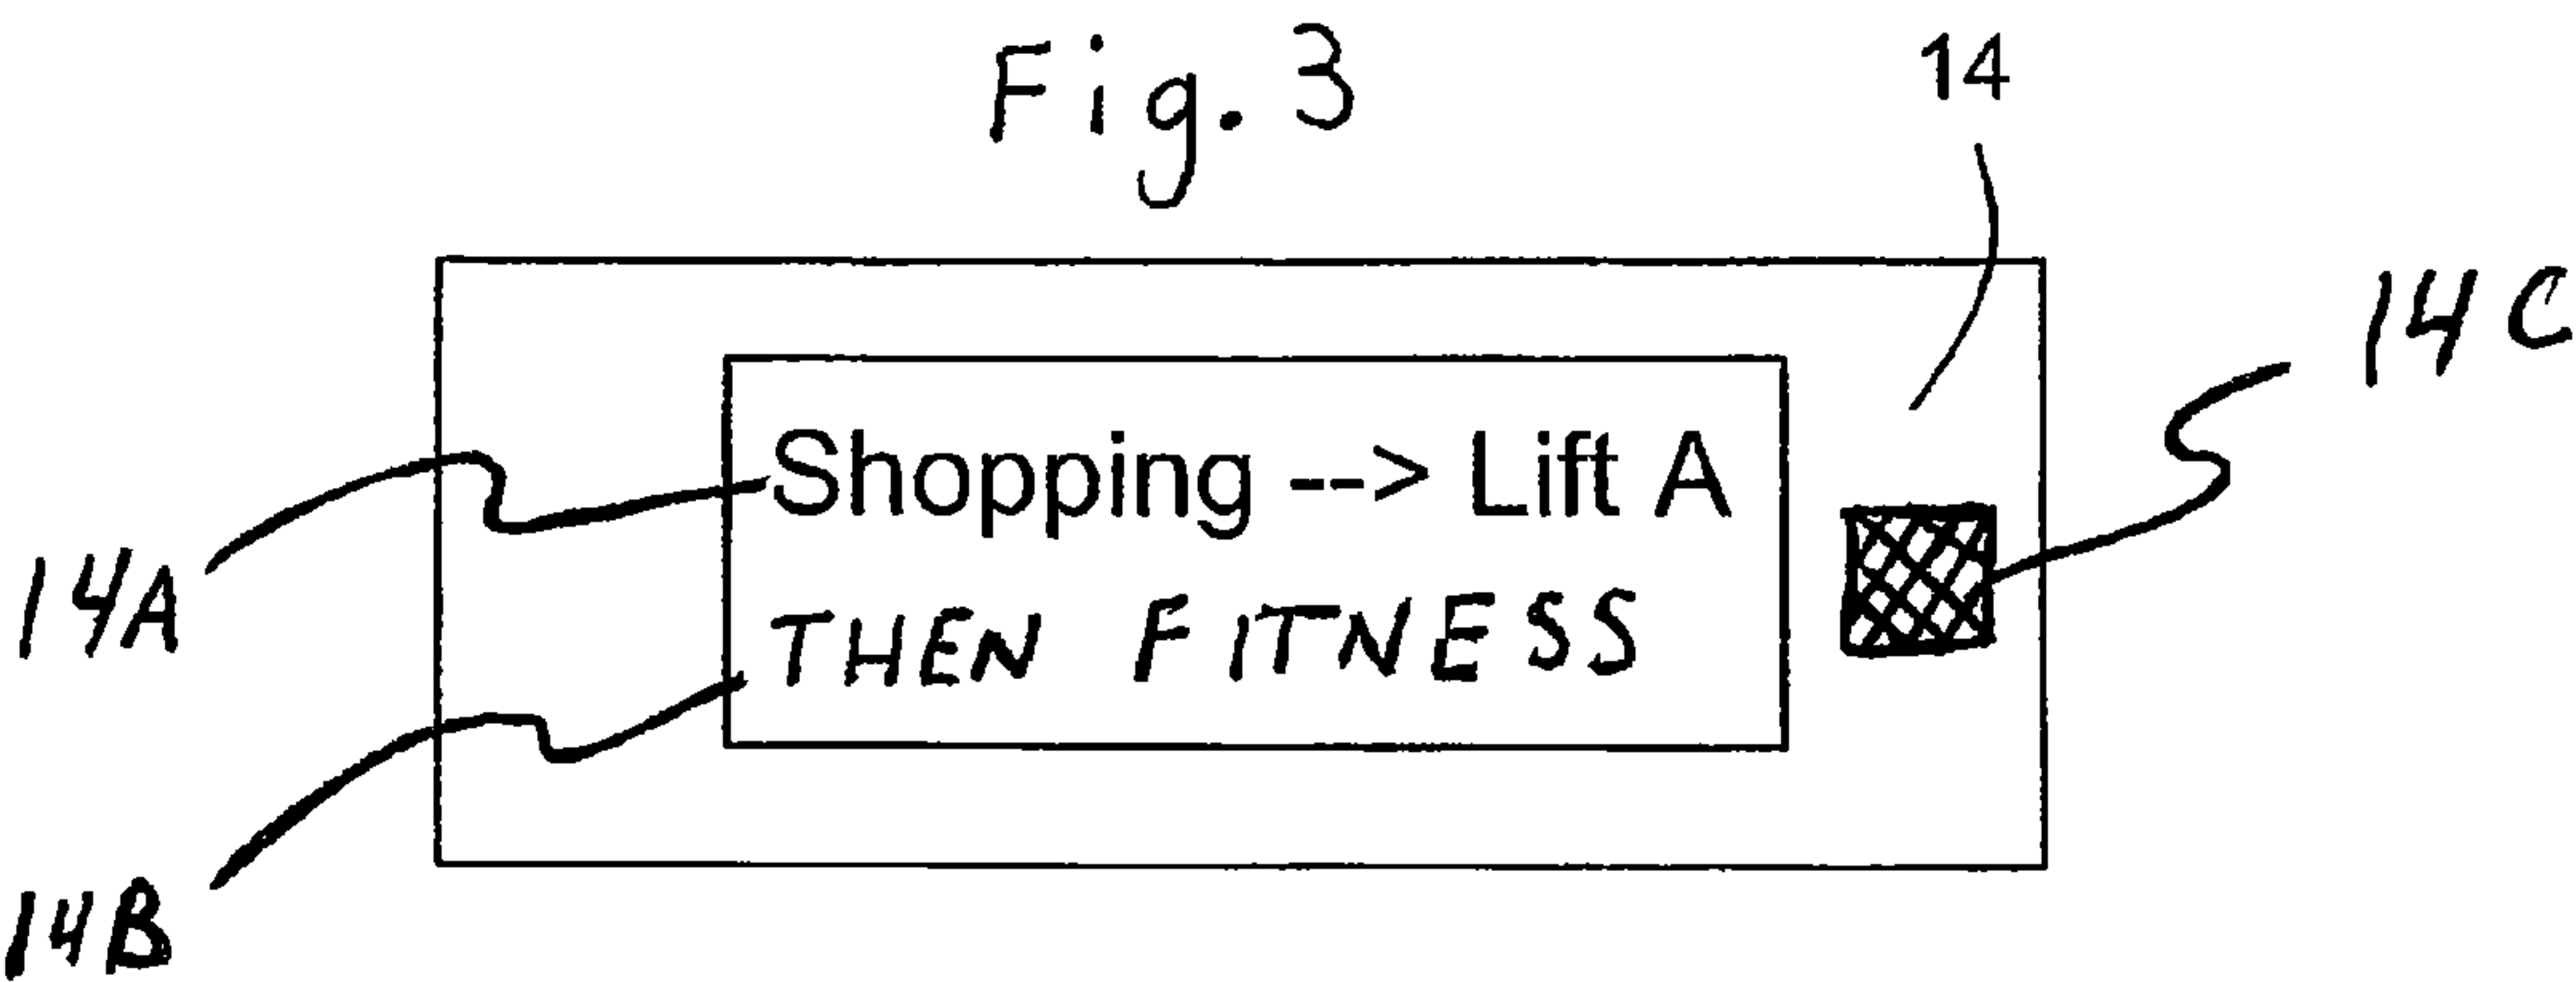 Fig. 3
14
14C
Shopping --> Lift A
14A
THEN FITNESS
14B